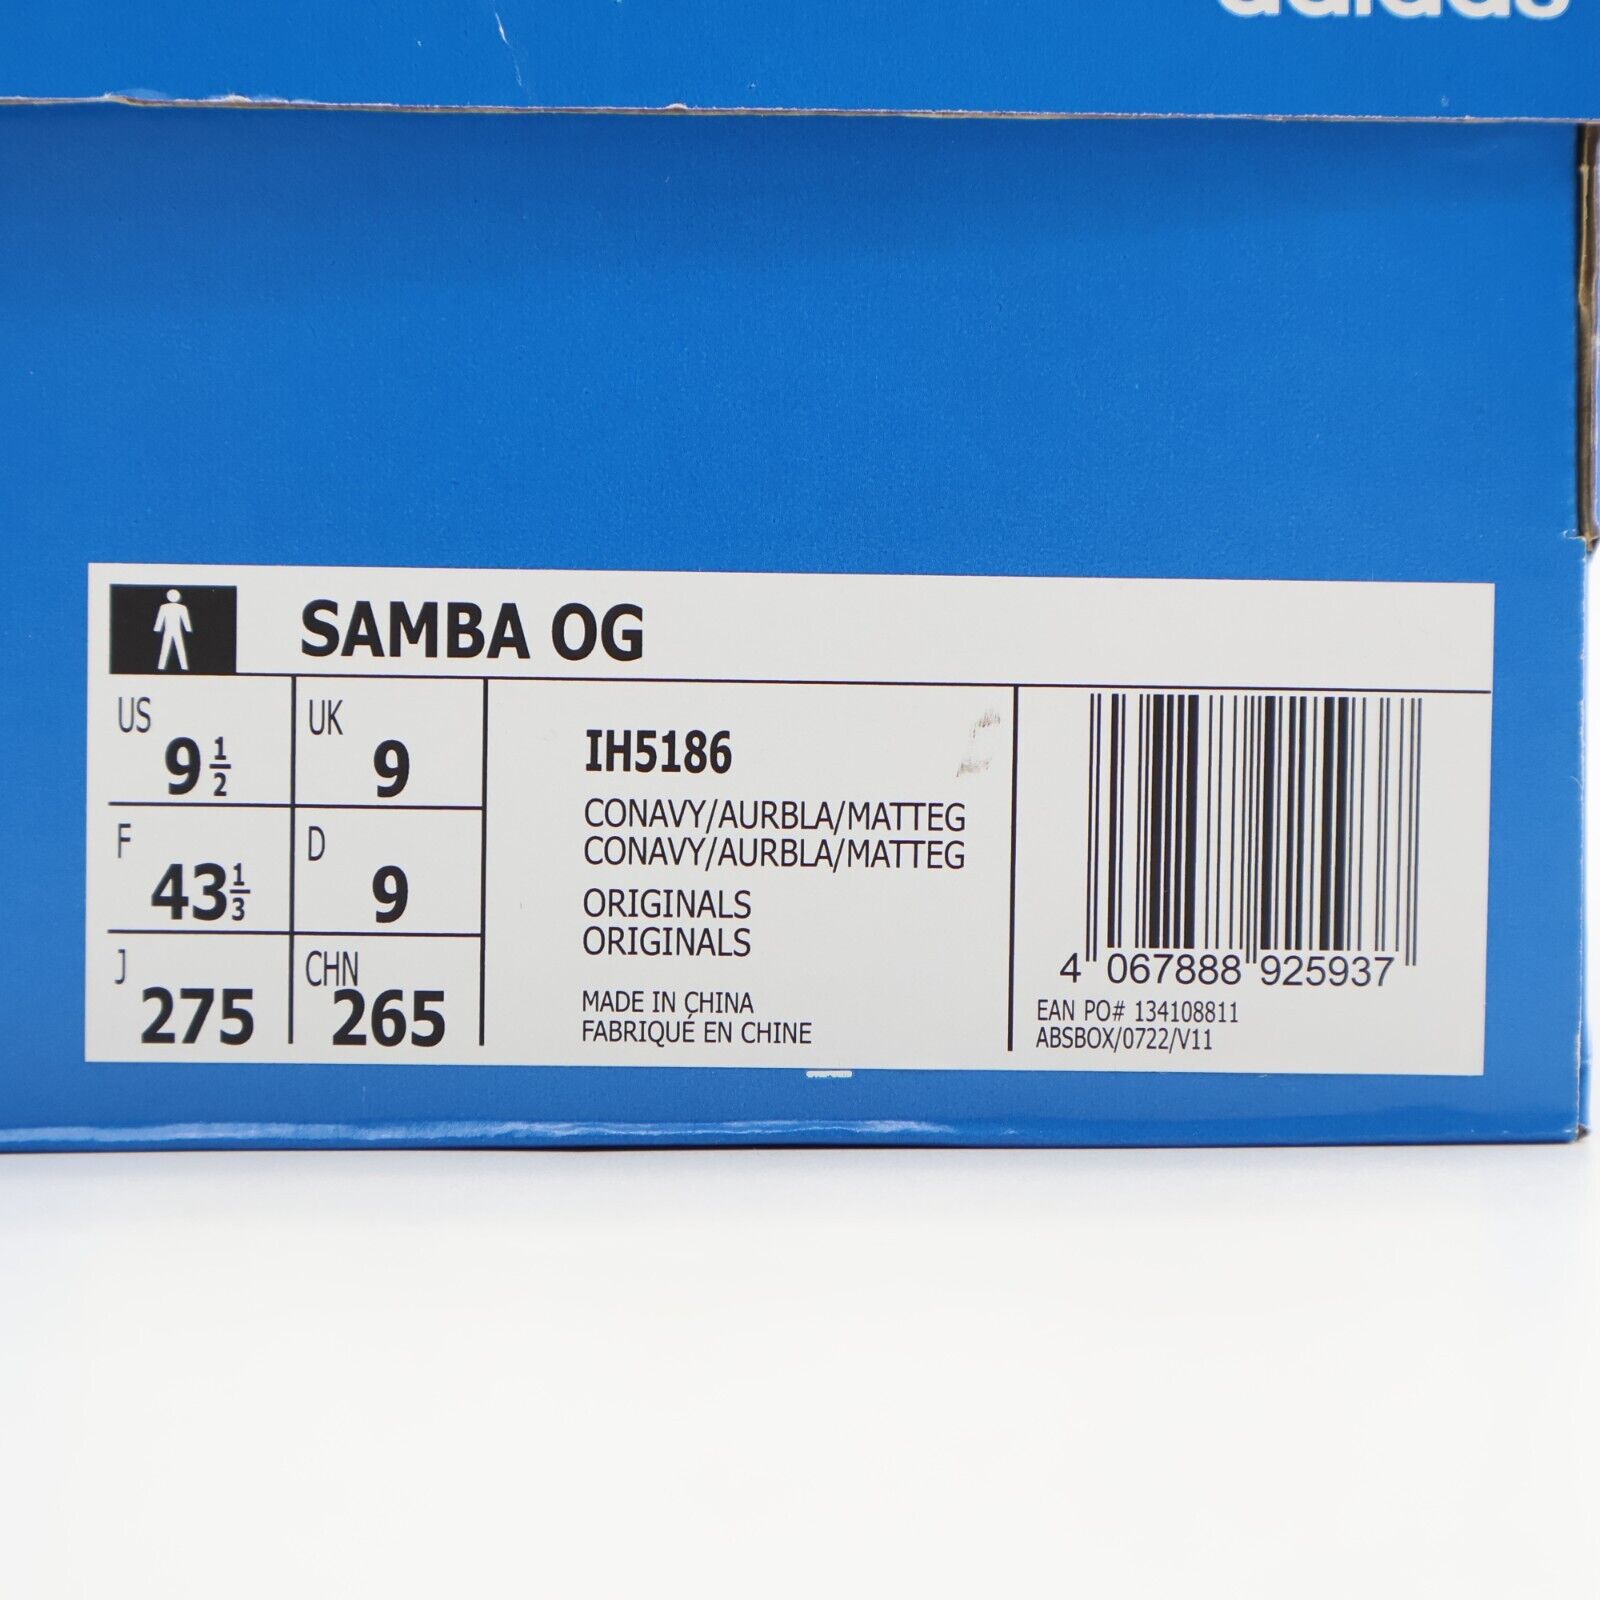 adidas
SAMBA OG
US 9 1/2
UK 9
F 43 1/3
D 9
J 275
CHN 265
IH5186
CONAVY/AURBLA/MATTEG
CONAVY/AURBLA/MATTEG
ORIGINALS
ORIGINALS
MADE IN CHINA
FABRIQUÉ EN CHINE
4 067888 925937
EAN PO# 134108811
ABSBOX/0722/V11